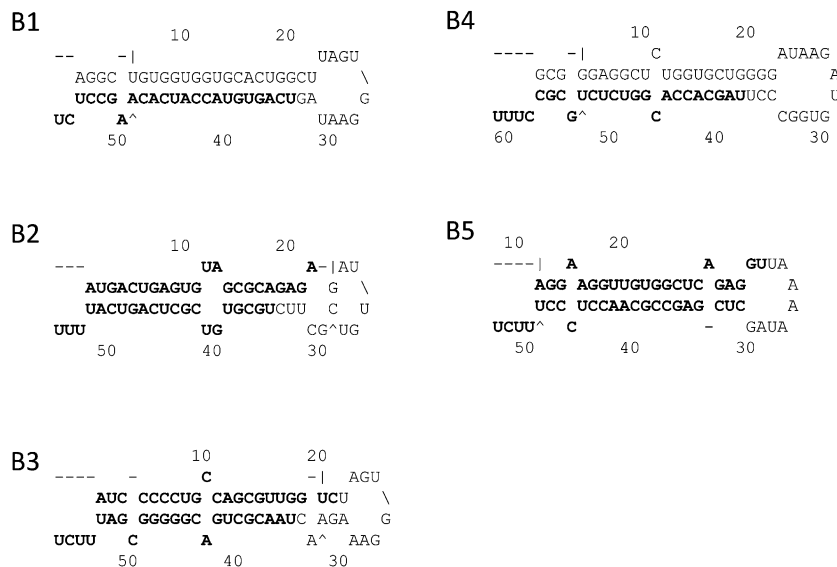 B1
10 20
-- -| UAGU
AGGC UGUGGUGGUGCACUGGCU \
UCCG ACACUACCAUGUGACUGA G
UC A^ UAAG
50 40 30
B2
10 20
--- UA A-|AU
AUGACUGAGUG GCGCAGAG G \
UACUGACUCGC UGCGUCUU C U
UUU UG CG^UG
50 40 30
B3
10 20
---- - C -| AGU
AUC CCCCUG CAGCGUUGG UCU \
UAG GGGGGC GUCGCAAUC AGA G
UCUU C A A^ AAG
50 40 30
B4
10 20
---- -| C AUAAG
GCG GGAGGCU UGGUGCUGGGG A
CGC UCUCUGG ACCACGAUUCC U
UUUC G^ C CGGUG
60 50 40 30
B5
10 20
----| A A GUUA
AGG AGGUUGUGGCUC GAG A
UCC UCCAACGCCGAG CUC A
UCUU^ C - GAUA
50 40 30